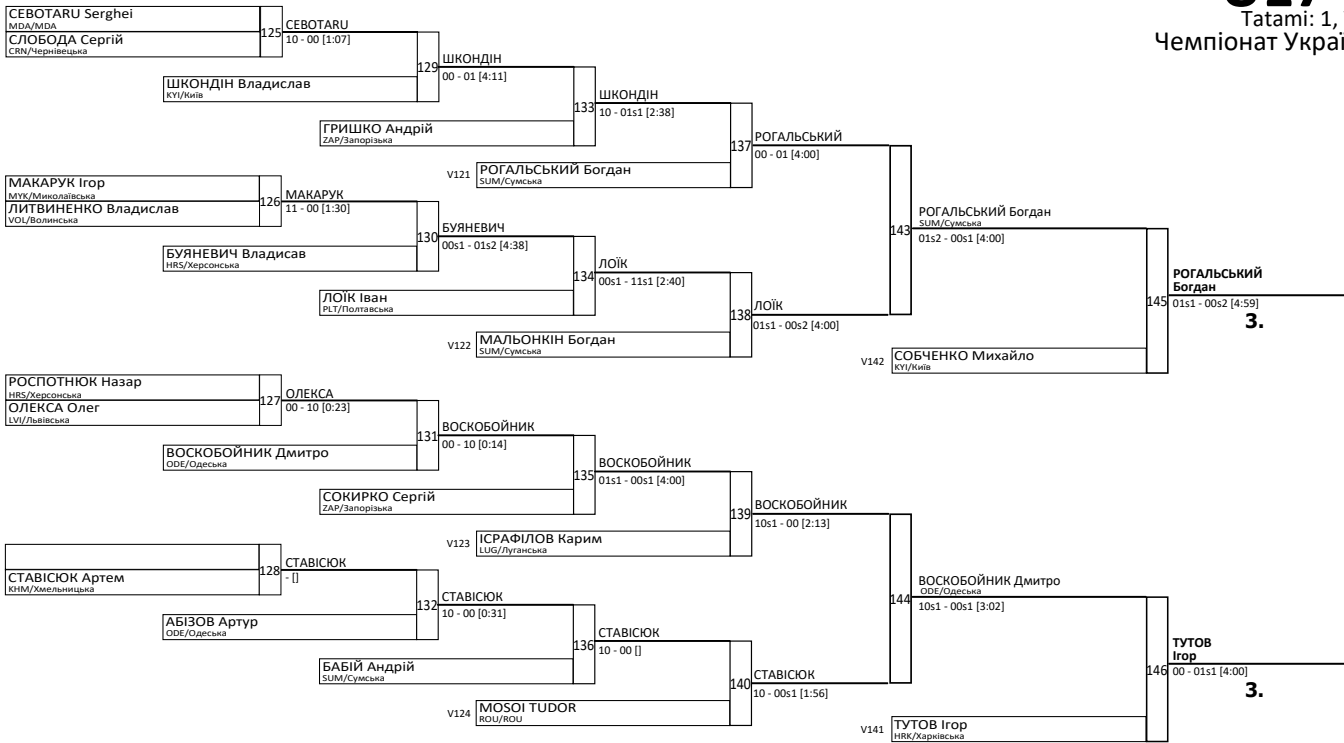 Tatami: 1,
Чемпіонат Украї
CEBOTARU Serghei
MDA/MDA
СЛОБОДА Сергій
CRN/Чернівецька
125
CEBOTARU
10 - 00 [1:07]
ШКОНДІН Владислав
KYI/Київ
129
ШКОНДІН
00 - 01 [4:11]
ГРИШКО Андрій
ZAP/Запорізька
133
ШКОНДІН
10 - 01s1 [2:38]
V121
РОГАЛЬСЬКИЙ Богдан
SUM/Сумська
137
РОГАЛЬСЬКИЙ
00 - 01 [4:00]
МАКАРУК Ігор
MYK/Миколаївська
ЛИТВИНЕНКО Владислав
VOL/Волинська
126
МАКАРУК
11 - 00 [1:30]
БУЯНЕВИЧ Владисав
HRS/Херсонська
130
БУЯНЕВИЧ
00s1 - 01s2 [4:38]
ЛОЇК Іван
PLT/Полтавська
134
ЛОЇК
00s1 - 11s1 [2:40]
V122
МАЛЬОНКІН Богдан
SUM/Сумська
138
ЛОЇК
01s1 - 00s2 [4:00]
143
РОГАЛЬСЬКИЙ Богдан
SUM/Сумська
01s2 - 00s1 [4:00]
V142
СОБЧЕНКО Михайло
KYI/Київ
145
РОГАЛЬСЬКИЙ
Богдан
01s1 - 00s2 [4:59]
3.
РОСПОТНЮК Назар
HRS/Херсонська
ОЛЕКСА Олег
LVI/Львівська
127
ОЛЕКСА
00 - 10 [0:23]
ВОСКОБОЙНИК Дмитро
ODE/Одеська
131
ВОСКОБОЙНИК
00 - 10 [0:14]
СОКИРКО Сергій
ZAP/Запорізька
135
ВОСКОБОЙНИК
01s1 - 00s1 [4:00]
V123
ІСРАФІЛОВ Карим
LUG/Луганська
139
ВОСКОБОЙНИК
10s1 - 00 [2:13]
СТАВІСЮК Артем
KHM/Хмельницька
128
СТАВІСЮК
- []
АБІЗОВ Артур
ODE/Одеська
132
СТАВІСЮК
10 - 00 [0:31]
БАБІЙ Андрій
SUM/Сумська
136
СТАВІСЮК
10 - 00 []
V124
MOSOI TUDOR
ROU/ROU
140
СТАВІСЮК
10 - 00s1 [1:56]
144
ВОСКОБОЙНИК Дмитро
ODE/Одеська
10s1 - 00s1 [3:02]
V141
ТУТОВ Ігор
HRK/Харківська
146
ТУТОВ
Ігор
00 - 01s1 [4:00]
3.